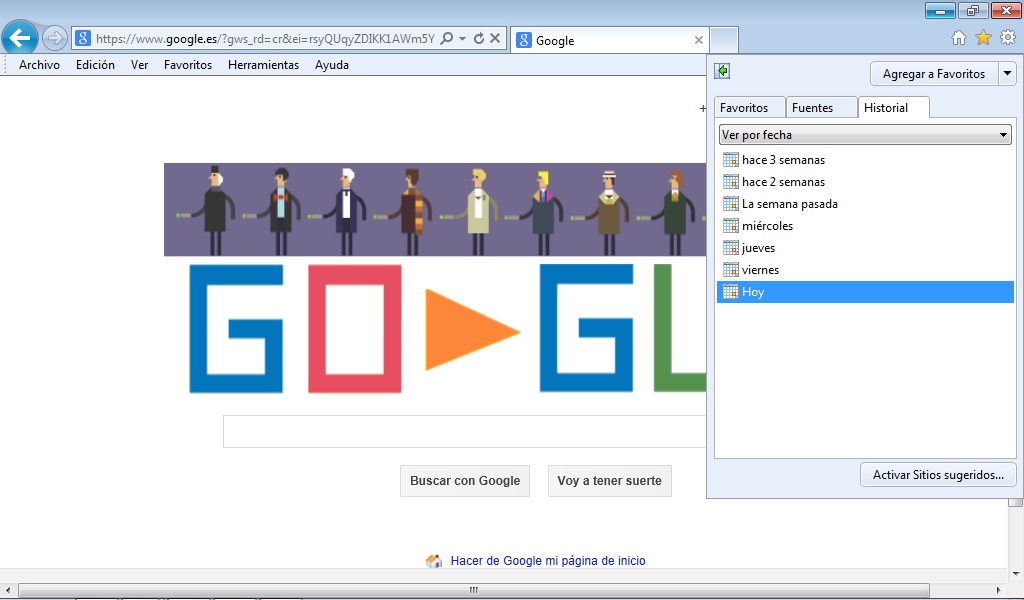 https://www.google.es/?gws_rd=cr&ei=rsyQUqyZDIKK1AWm5Y
Google
Archivo Edición Ver Favoritos Herramientas Ayuda
Agregar a Favoritos
Favoritos Fuentes Historial
Ver por fecha
hace 3 semanas
hace 2 semanas
La semana pasada
miércoles
jueves
viernes
Hoy
Activar Sitios sugeridos...
+
GO GL
Buscar con Google Voy a tener suerte
Hacer de Google mi página de inicio